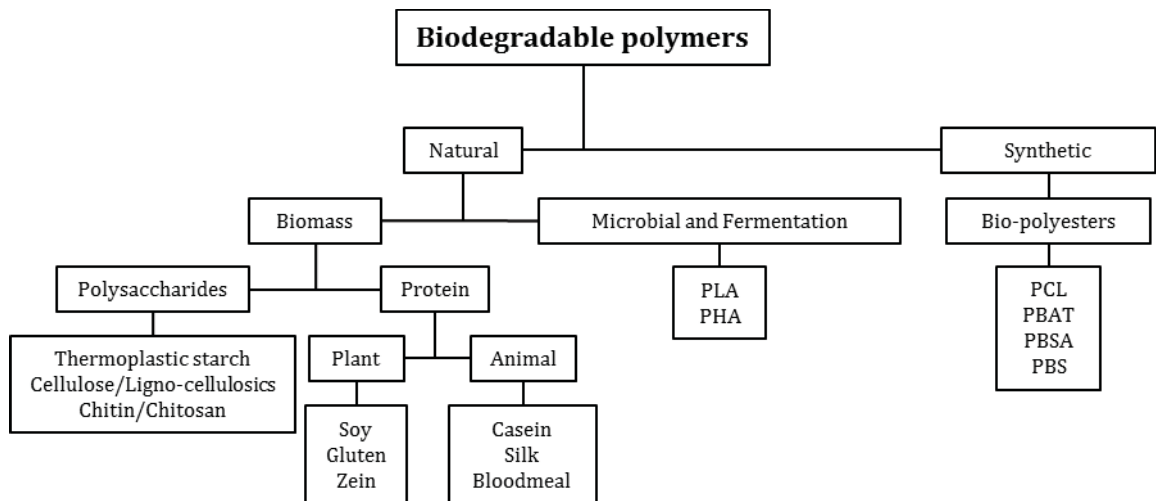 Biodegradable polymers
Natural
Synthetic
Biomass
Microbial and Fermentation
Bio-polyesters
Polysaccharides
Protein
PLA
PHA
PCL
PBAT
PBSA
PBS
Thermoplastic starch
Cellulose/Ligno-cellulosics
Chitin/Chitosan
Plant
Animal
Soy
Gluten
Zein
Casein
Silk
Bloodmeal